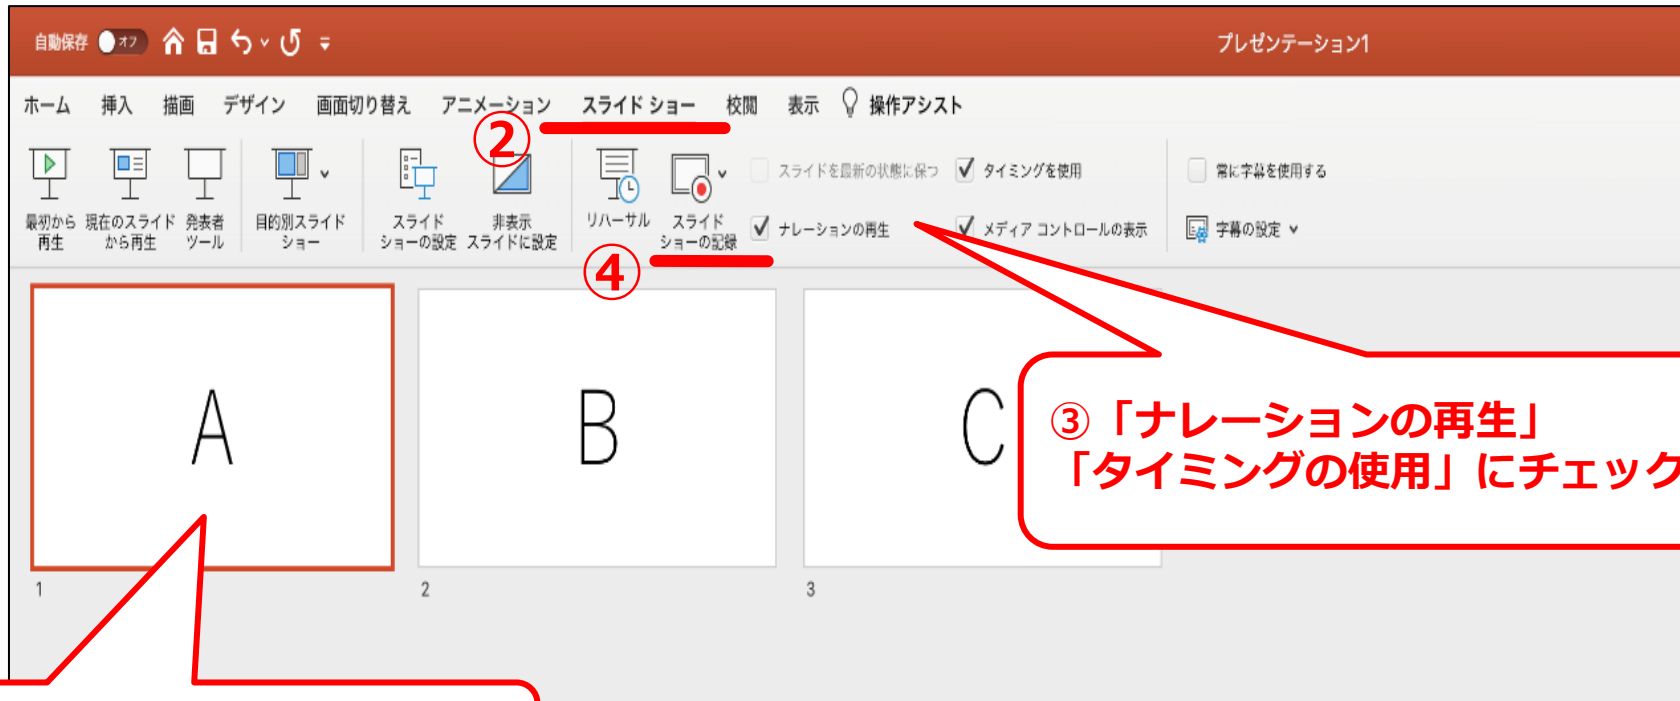 自動保存 オフ
プレゼンテーション1
ホーム 挿入 描画 デザイン 画面切り替え アニメーション スライド ショー 校閲 表示 操作アシスト
②
最初から
再生
現在のスライド
から再生
発表者
ツール
目的別スライド
ショー
スライド
ショーの設定
非表示
スライドに設定
リハーサル
スライド
ショーの記録
スライドを最新の状態に保つ
タイミングを使用
ナレーションの再生
メディア コントロールの表示
常に字幕を使用する
字幕の設定
④
A
B
C
③「ナレーションの再生」
「タイミングの使用」にチェック
1
2
3